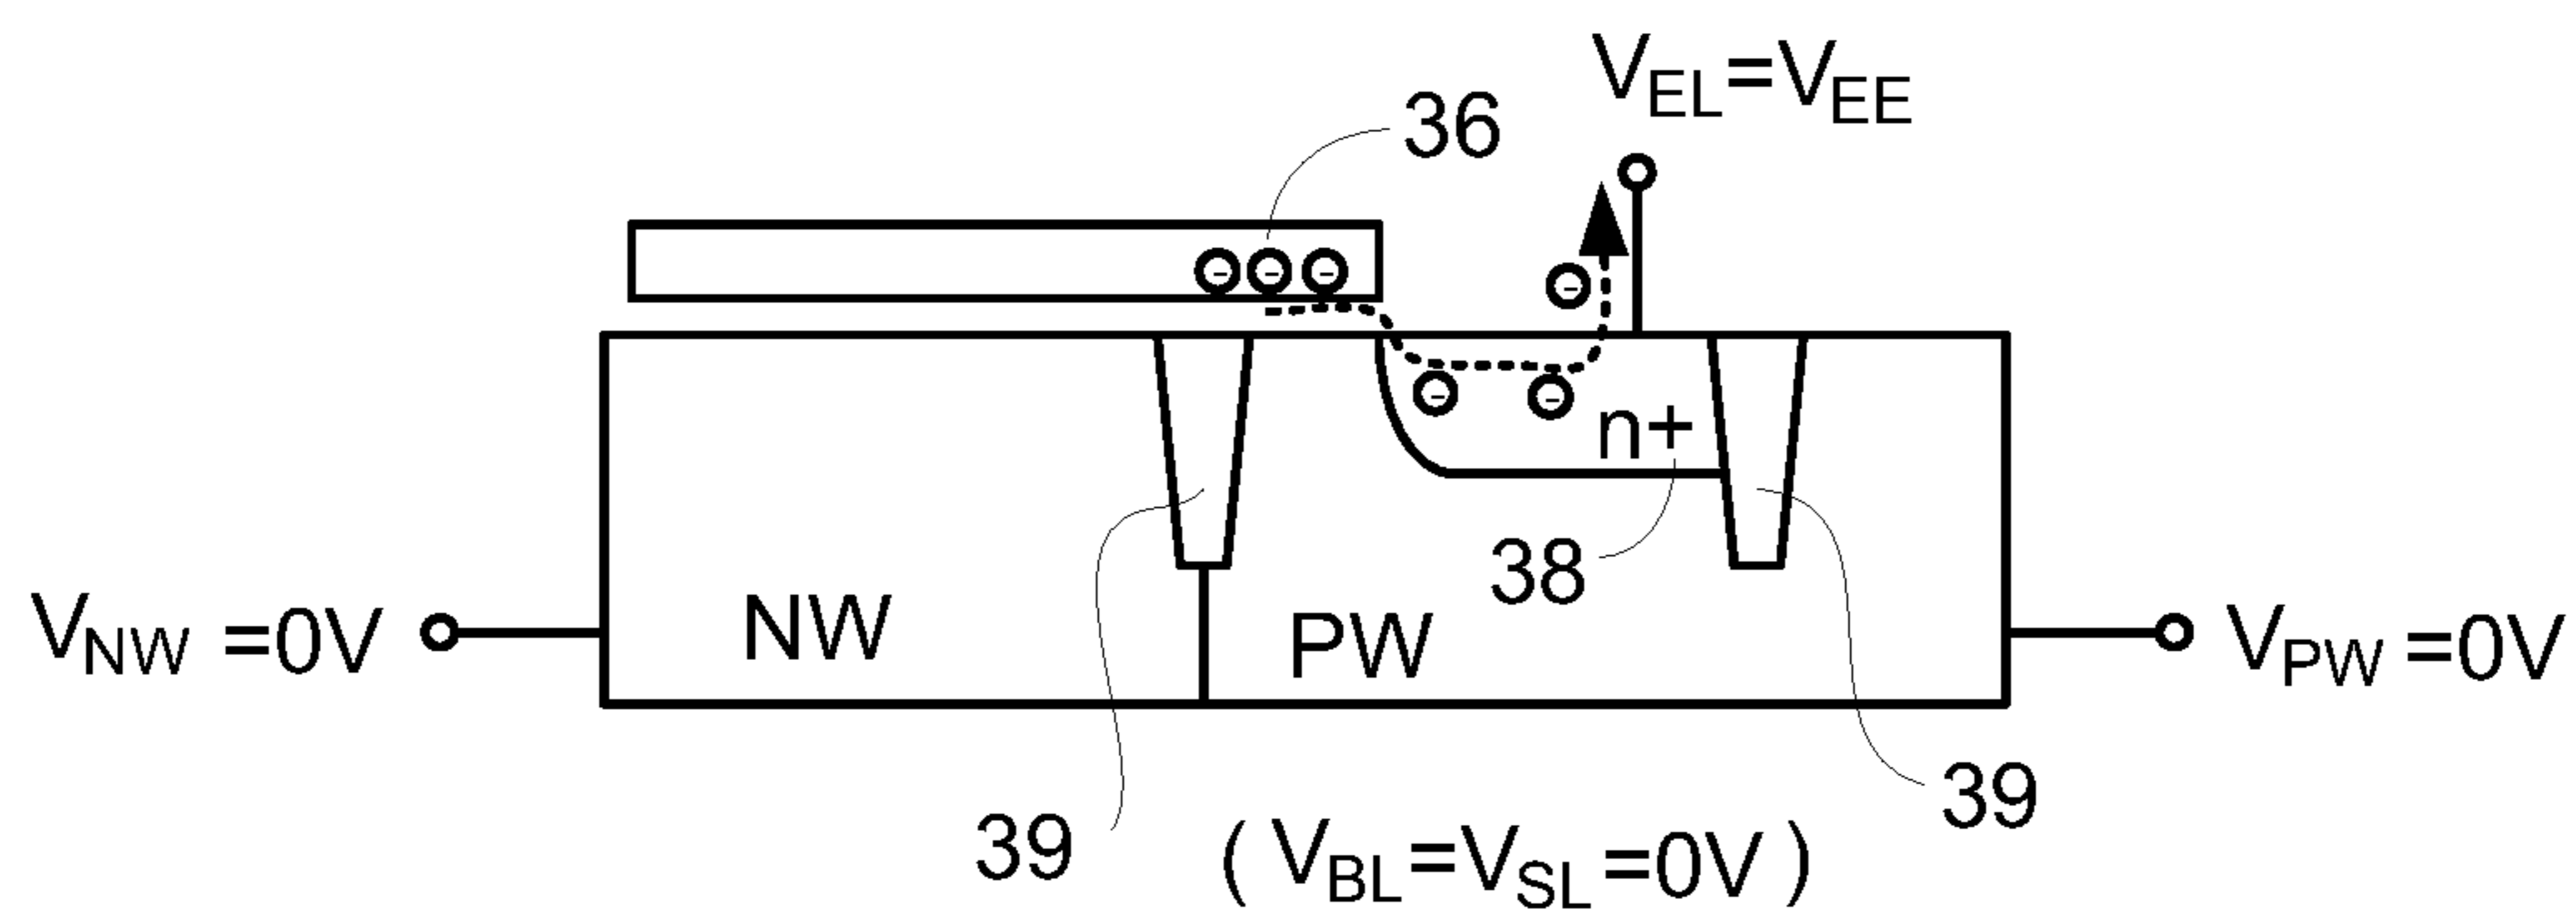 V_EL=V_EE
36
- - -
-
- -
n+
38
V_NW =0V
NW
PW
V_PW =0V
39
39
( V_BL=V_SL=0V )